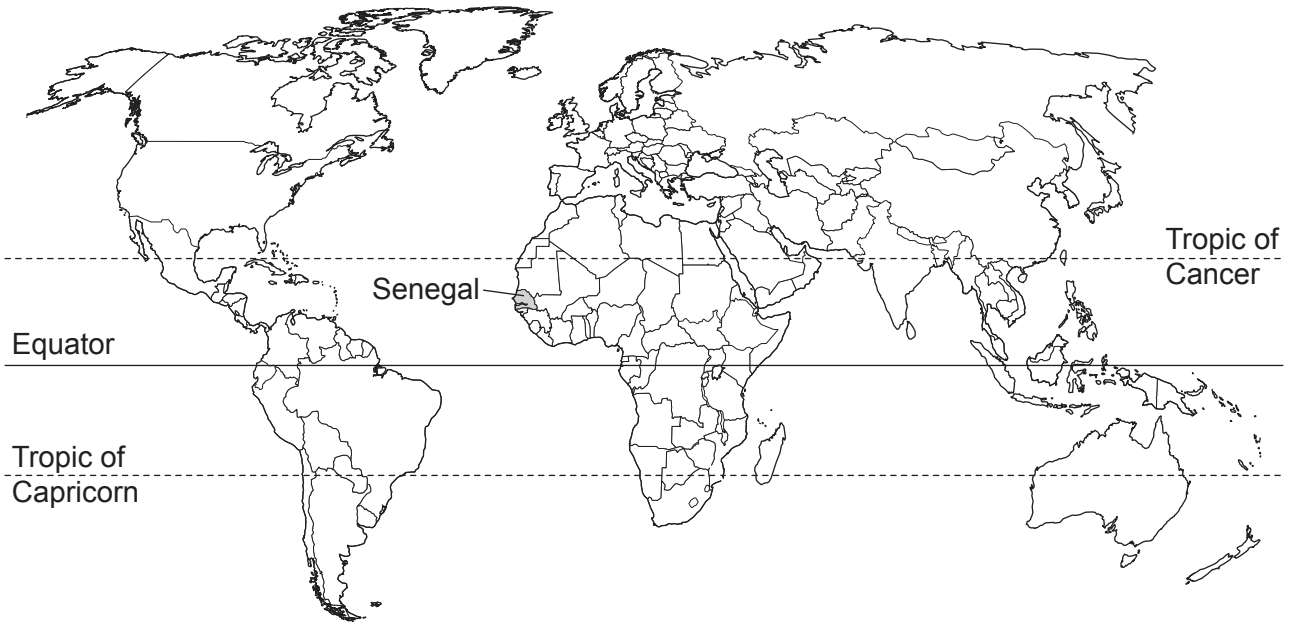 Tropic of
Cancer
Senegal
Equator
Tropic of
Capricorn